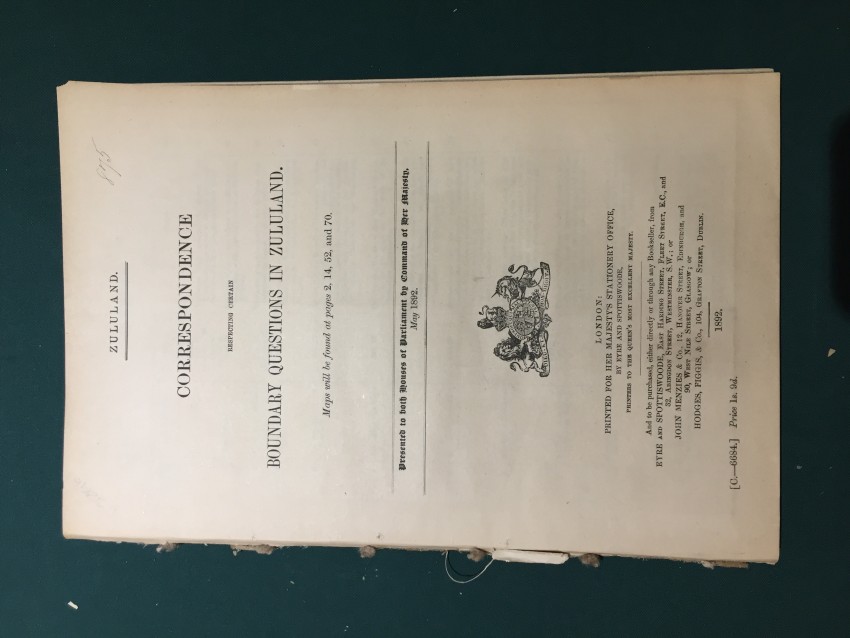 875
ZULULAND.
CORRESPONDENCE
RESPECTING CERTAIN
BOUNDARY QUESTIONS IN ZULULAND.
Maps will be found at pages 2, 14, 52, and 70.
Presented to both Houses of Parliament by Command of Her Majesty.
May 1892.
LONDON:
PRINTED FOR HER MAJESTY'S STATIONERY OFFICE,
BY EYRE AND SPOTTISWOODE,
PRINTERS TO THE QUEEN'S MOST EXCELLENT MAJESTY.
And to be purchased, either directly or through any Bookseller, from
EYRE AND SPOTTISWOODE, EAST HARDING STREET, FLEET STREET, E.C., and
32, ABINGDON STREET, WESTMINSTER, S.W.; or
JOHN MENZIES & Co., 12, HANOVER STREET, EDINBURGH, and
90, WEST NILE STREET, GLASGOW; or
HODGES, FIGGIS, & Co., 104, GRAFTON STREET, DUBLIN.
1892.
[C.—6684.] Price 1s. 9d.